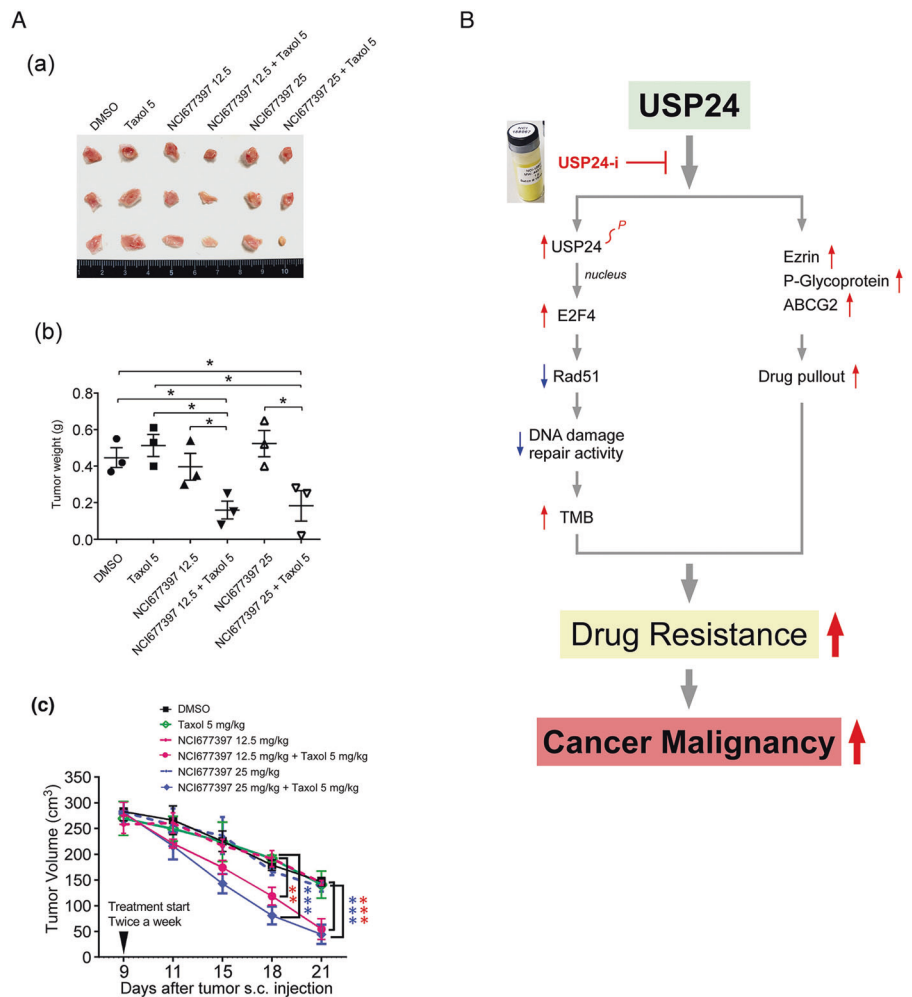 A
(a)
DMSO
Taxol 5
NCI677397 12.5
NCI677397 12.5 + Taxol 5
NCI677397 25
NCI677397 25 + Taxol 5
1 2 3 4 5 6 7 8 9 10
(b)
* * * * * *
Tumor weight (g)
0.8
0.6
0.4
0.2
0.0
DMSO
Taxol 5
NCI677397 12.5
NCI677397 12.5 + Taxol 5
NCI677397 25
NCI677397 25 + Taxol 5
(c)
DMSO
Taxol 5 mg/kg
NCI677397 12.5 mg/kg
NCI677397 12.5 mg/kg + Taxol 5 mg/kg
NCI677397 25 mg/kg
NCI677397 25 mg/kg + Taxol 5 mg/kg
Tumor Volume (cm³)
350
300
250
200
150
100
50
0
Treatment start
Twice a week
** *** *** ***
9 11 15 18 21
Days after tumor s.c. injection
B
USP24
NCI
USP24-i
USP24
P
nucleus
E2F4
Rad51
DNA damage
repair activity
TMB
Ezrin
P-Glycoprotein
ABCG2
Drug pullout
Drug Resistance
Cancer Malignancy